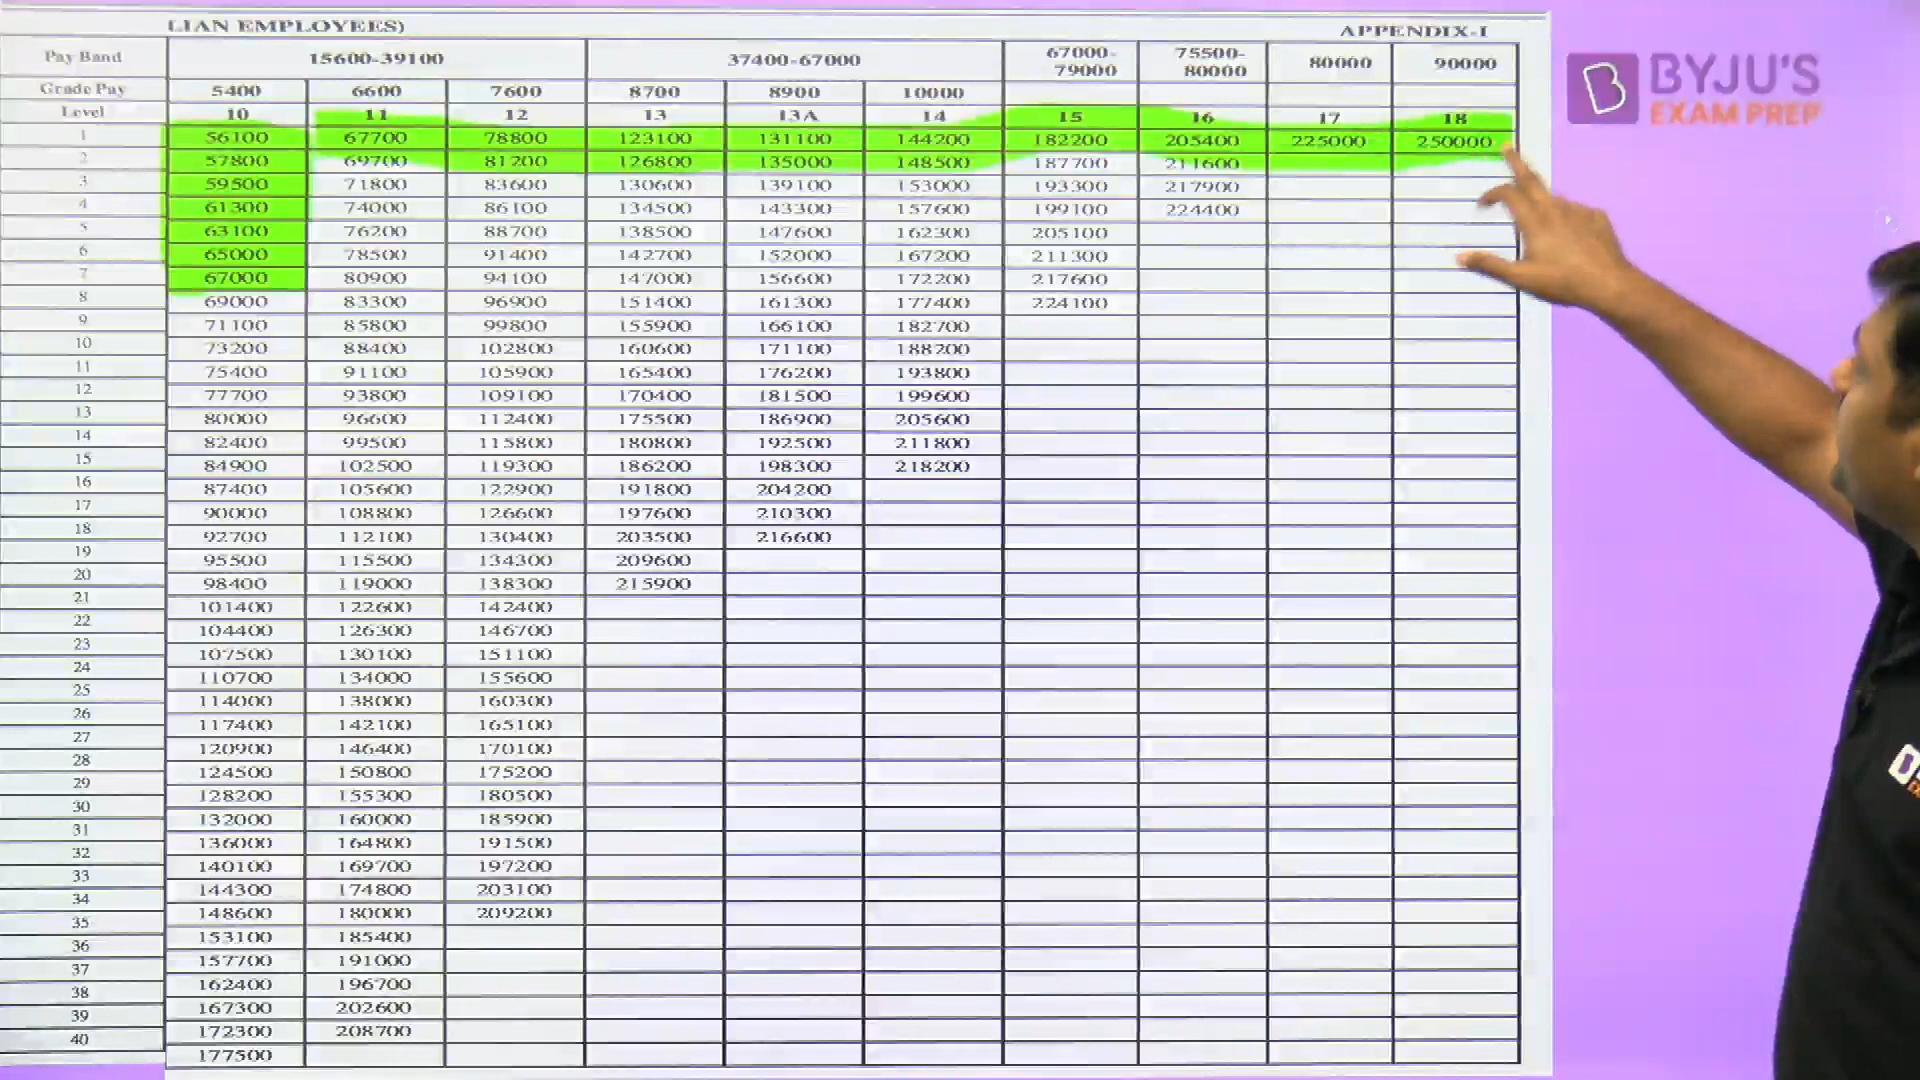 LIAN EMPLOYEES) APPENDIX-I
Pay Band 15600-39100 37400-67000 67000-79000 75500-80000 80000 90000
Grade Pay 5400 6600 7600 8700 8900 10000
Level 10 11 12 13 13A 14 15 16 17 18
1 56100 67700 78800 123100 131100 144200 182200 205400 225000 250000
2 57800 69700 81200 126800 135000 148500 187700 211600
3 59500 71800 83600 130600 139100 153000 193300 217900
4 61300 74000 86100 134500 143300 157600 199100 224400
5 63100 76200 88700 138500 147600 162300 205100
6 65000 78500 91400 142700 152000 167200 211300
7 67000 80900 94100 147000 156600 172200 217600
8 69000 83300 96900 151400 161300 177400 224100
9 71100 85800 99800 155900 166100 182700
10 73200 88400 102800 160600 171100 188200
11 75400 91100 105900 165400 176200 193800
12 77700 93800 109100 170400 181500 199600
13 80000 96600 112400 175500 186900 205600
14 82400 99500 115800 180800 192500 211800
15 84900 102500 119300 186200 198300 218200
16 87400 105600 122900 191800 204200
17 90000 108800 126600 197600 210300
18 92700 112100 130400 203500 216600
19 95500 115500 134300 209600
20 98400 119000 138300 215900
21 101400 122600 142400
22 104400 126300 146700
23 107500 130100 151100
24 110700 134000 155600
25 114000 138000 160300
26 117400 142100 165100
27 120900 146400 170100
28 124500 150800 175200
29 128200 155300 180500
30 132000 160000 185900
31 136000 164800 191500
32 140100 169700 197200
33 144300 174800 203100
34 148600 180000 209200
35 153100 185400
36 157700 191000
37 162400 196700
38 167300 202600
39 172300 208700
40 177500
B BYJU'S
EXAM PREP